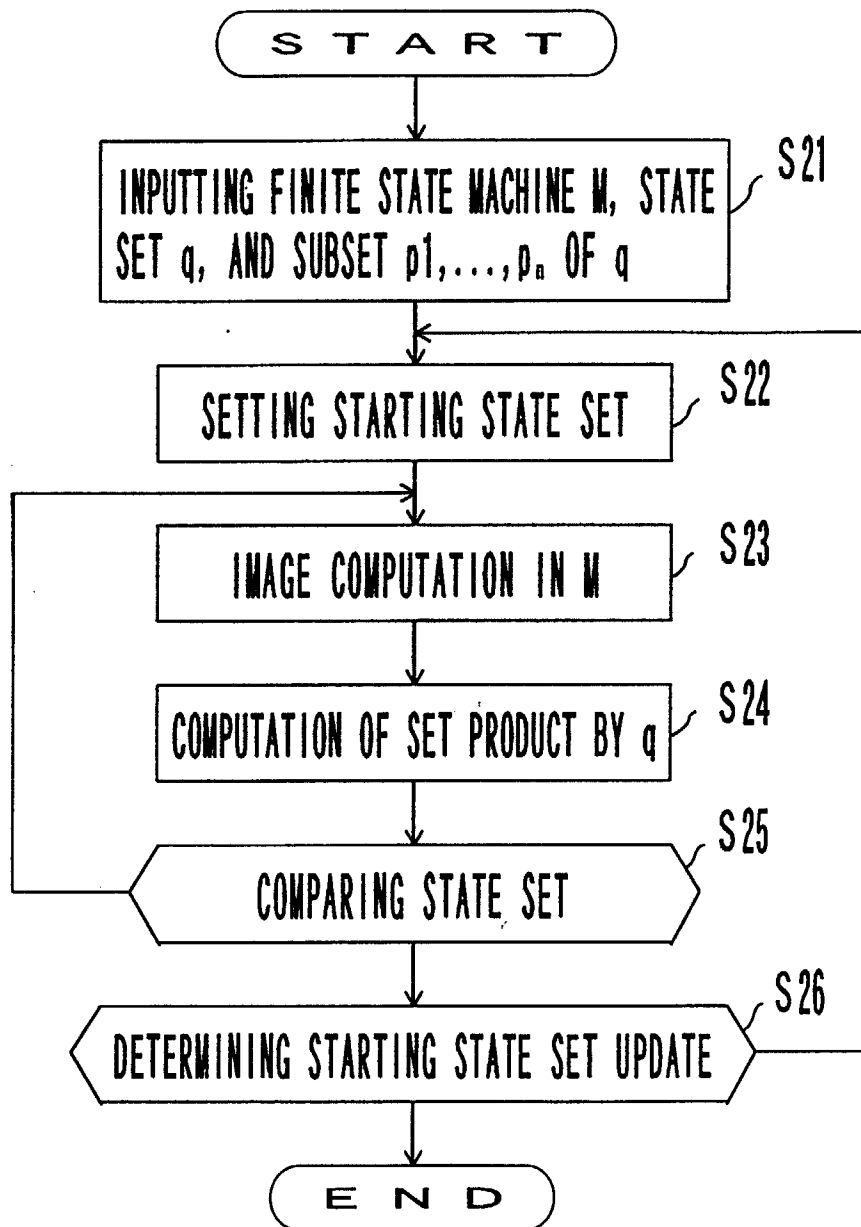 START
INPUTTING FINITE STATE MACHINE M, STATE
SET q, AND SUBSET p1,...,pn OF q
S21
SETTING STARTING STATE SET
S22
IMAGE COMPUTATION IN M
S23
COMPUTATION OF SET PRODUCT BY q
S24
COMPARING STATE SET
S25
DETERMINING STARTING STATE SET UPDATE
S26
END